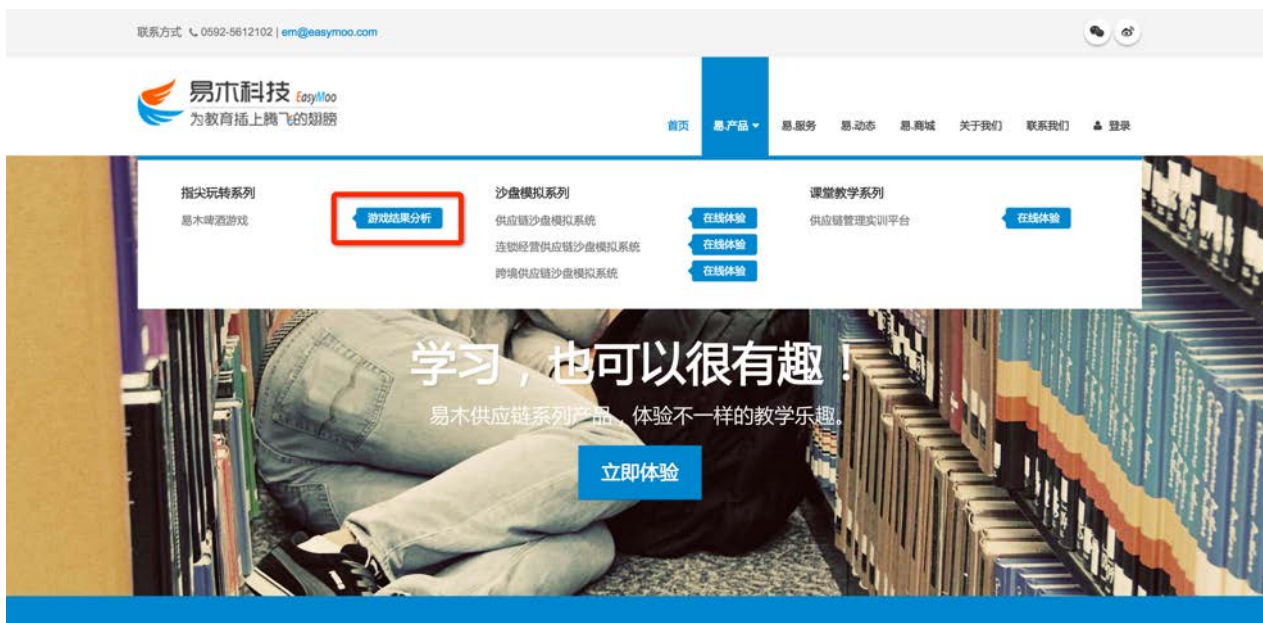 联系方式 0592-5612102 | em@easymoo.com
易木科技 EasyMoo
为教育插上腾飞的翅膀
首页 易.产品 易.服务 易.动态 易.商城 关于我们 联系我们 登录
指尖玩转系列 沙盘模拟系列 课堂教学系列
易木啤酒游戏 游戏结果分析 供应链沙盘模拟系统 在线体验 供应链管理实训平台 在线体验
连锁经营供应链沙盘模拟系统 在线体验
跨境供应链沙盘模拟系统 在线体验
学习，也可以很有趣！
易木供应链系列产品，体验不一样的教学乐趣。
立即体验